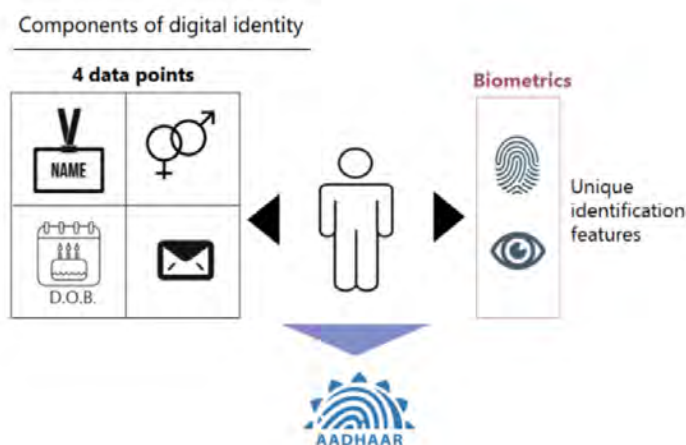 Components of digital identity
4 data points
Biometrics
NAME
D.O.B.
Unique
identification
features
AADHAAR